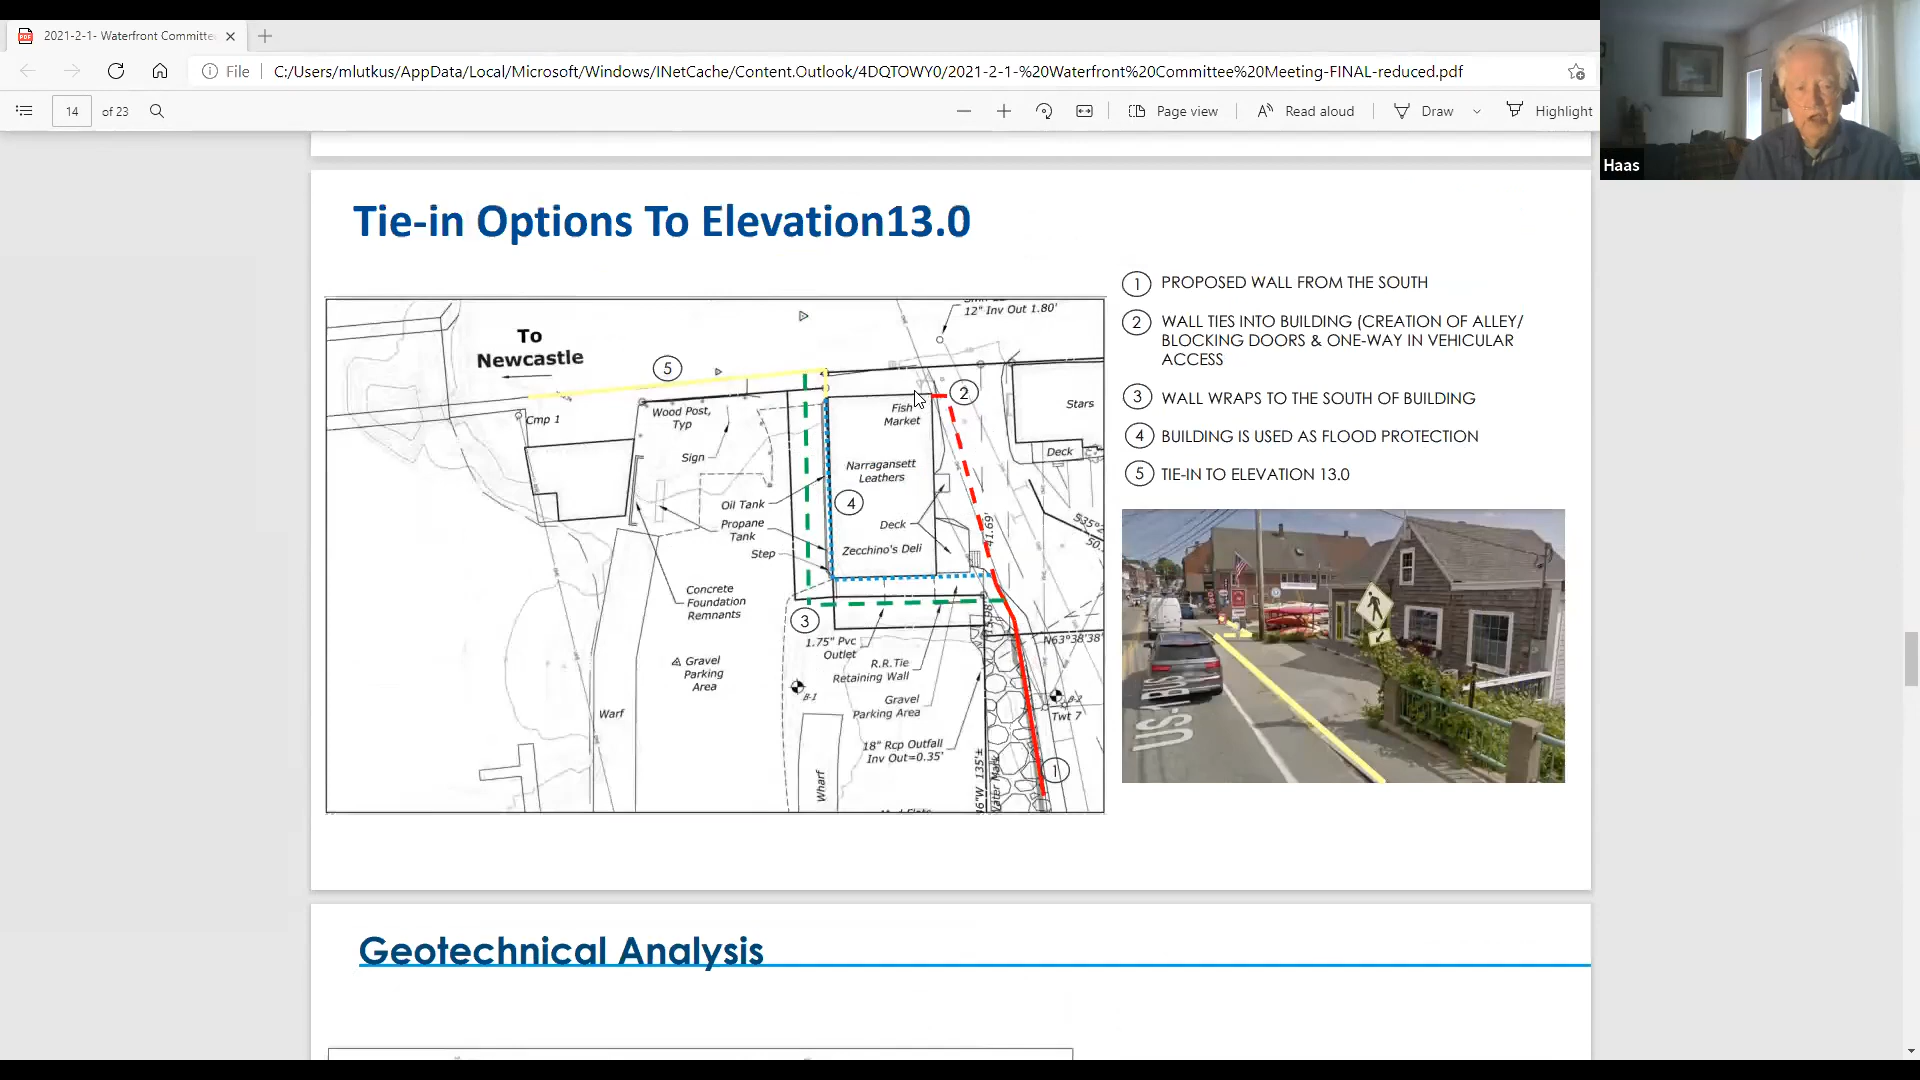 2021-2-1- Waterfront Committe
File
C:/Users/mlutkus/AppData/Local/Microsoft/Windows/INetCache/Content.Outlook/4DQTOWY0/2021-2-1-%20Waterfront%20Committee%20Meeting-FINAL-reduced.pdf
14 of 23
Page view
Read aloud
Draw
Highlight
Haas
Tie-in Options To Elevation13.0
12" Inv Out 1.80'
To
Newcastle
5
2
Cmp 1
Wood Post,
Typ
Sign
Fish
Market
Stars
Deck
Narragansett
Leathers
Oil Tank
4
Propane
Tank
Deck
Step
Zecchino's Deli
41.69'
Concrete
Foundation
Remnants
3
1.75" Pvc
Outlet
N63°38'38"
Gravel
Parking
Area
R.R.Tie
Retaining Wall
B-1
Gravel
Parking Area
Warf
Twt 7
18" Rcp Outfall
Inv Out=0.35'
1
Wharf
1 PROPOSED WALL FROM THE SOUTH
2 WALL TIES INTO BUILDING (CREATION OF ALLEY/
BLOCKING DOORS & ONE-WAY IN VEHICULAR
ACCESS
3 WALL WRAPS TO THE SOUTH OF BUILDING
4 BUILDING IS USED AS FLOOD PROTECTION
5 TIE-IN TO ELEVATION 13.0
Geotechnical Analysis